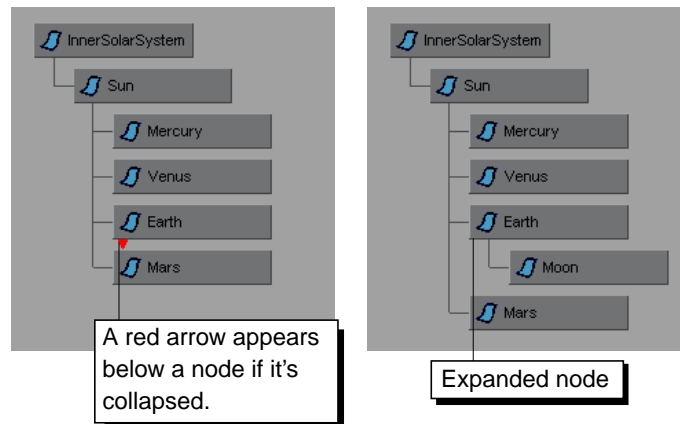 InnerSolarSystem
Sun
Mercury
Venus
Earth
Mars
A red arrow appears
below a node if it's
collapsed.
InnerSolarSystem
Sun
Mercury
Venus
Earth
Moon
Mars
Expanded node